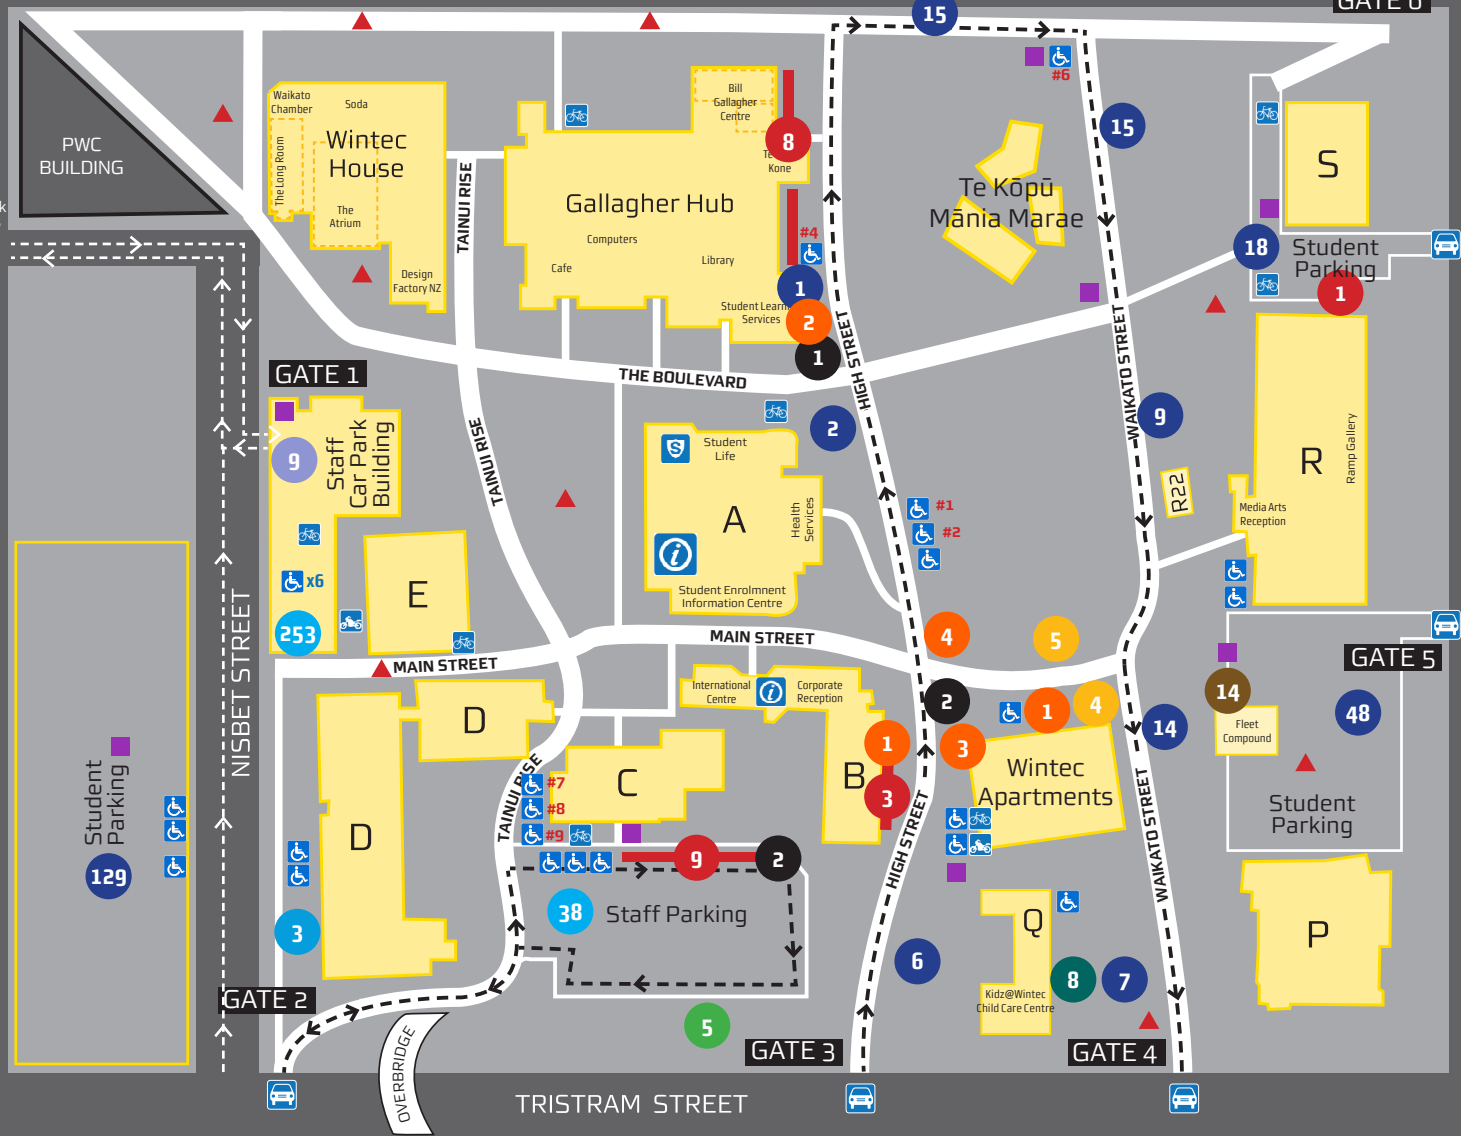 GATE 6
15
#6
PWC
BUILDING
k
Waikato
Chamber
Soda
Wintec
House
The Long Room
The
Atrium
Design
Factory NZ
TAINUI RISE
Bill
Gallagher
Centre
8
Te
Kone
Gallagher Hub
Computers
Cafe
Library
#4
1
Student Learn
Services
2
1
Te Kōpū
Mānia Marae
15
S
18
Student
Parking
1
GATE 1
THE BOULEVARD
HIGH STREET
WAIKATO STREET
9
Staff
Car Park
Building
x6
253
TAINUI RISE
E
Student
Life
2
A
Health
Services
Student Enrolmnent
Information Centre
#1
#2
9
R22
R
Ramp Gallery
Media Arts
Reception
NISBET STREET
MAIN STREET
MAIN STREET
4
5
GATE 5
International
Centre
Corporate
Reception
2
1
4
14
14
48
Fleet
Compound
D
D
C
B
1
3
3
Wintec
Apartments
Student
Parking
129
Student
Parking
TAINUI RISE
#7
#8
#9
9
2
38
Staff Parking
3
HIGH STREET
WAIKATO STREET
Q
P
6
8
7
Kidz@Wintec
Child Care Centre
GATE 2
5
GATE 3
GATE 4
OVERBRIDGE
TRISTRAM STREET